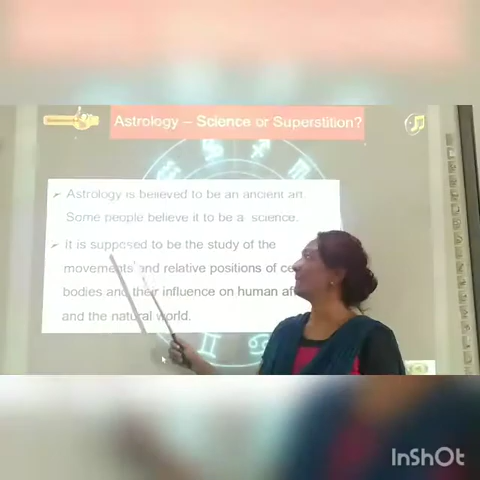 Astrology – Science or Superstition?
Astrology is believed to be an ancient art.
Some people believe it to be a science.
It is supposed to be the study of the
movements and relative positions of
bodies and their influence on human
and the natural world.
InShOt